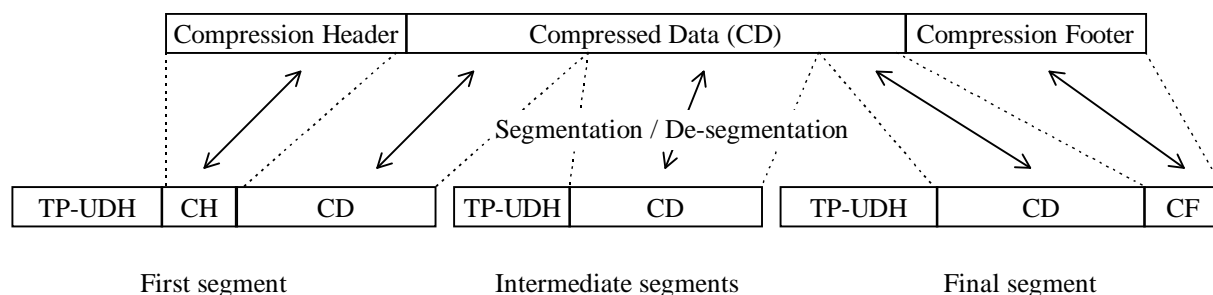 Compression Header Compressed Data (CD) Compression Footer
Segmentation / De-segmentation
TP-UDH CH CD TP-UDH CD TP-UDH CD CF
First segment Intermediate segments Final segment